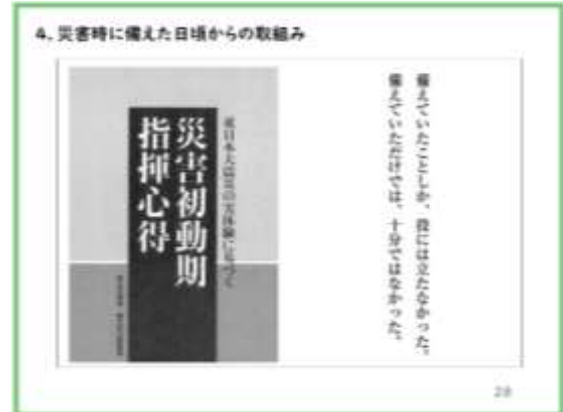 4. 災害時に備えた日頃からの取組み
備えていたことしか、役には立たなかった。
備えていただけでは、十分ではなかった。
東日本大震災の実体験に基づく
災害初動期
指揮心得
28